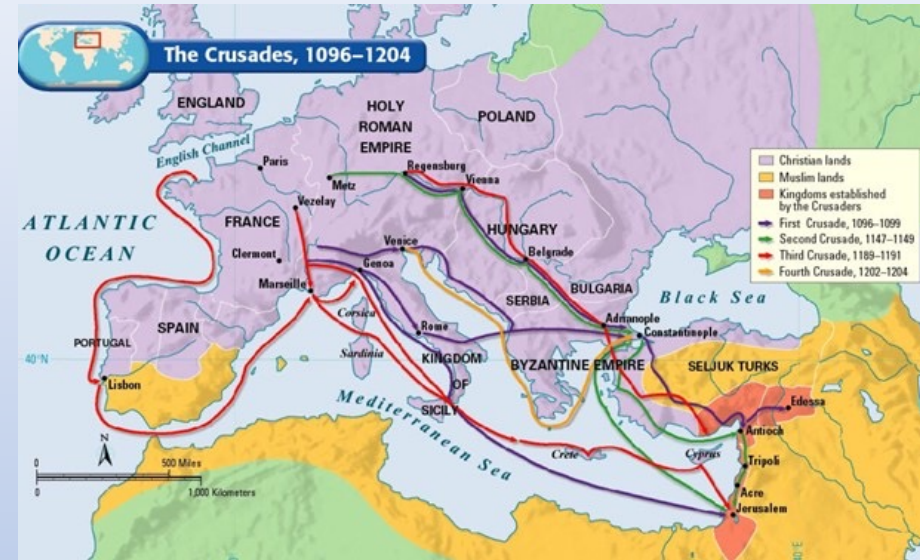 The Crusades, 1096–1204
ENGLAND
HOLY
ROMAN
EMPIRE
POLAND
English Channel
Paris
Metz
Regensburg
Vienna
Vezelay
ATLANTIC
OCEAN
FRANCE
HUNGARY
Clermont
Venice
Genoa
Belgrade
Marseille
BULGARIA
SERBIA
Black Sea
Corsica
SPAIN
Rome
Adrianople
Constantinople
PORTUGAL
Sardinia
40°N
KINGDOM
OF
SICILY
BYZANTINE EMPIRE
SELJUK TURKS
Lisbon
Edessa
Mediterranean Sea
Antioch
Crete
Cyprus
Tripoli
Acre
Jerusalem
N
0 500 Miles
0 1,000 Kilometers
Christian lands
Muslim lands
Kingdoms established
by the Crusaders
First Crusade, 1096–1099
Second Crusade, 1147–1149
Third Crusade, 1189–1191
Fourth Crusade, 1202–1204